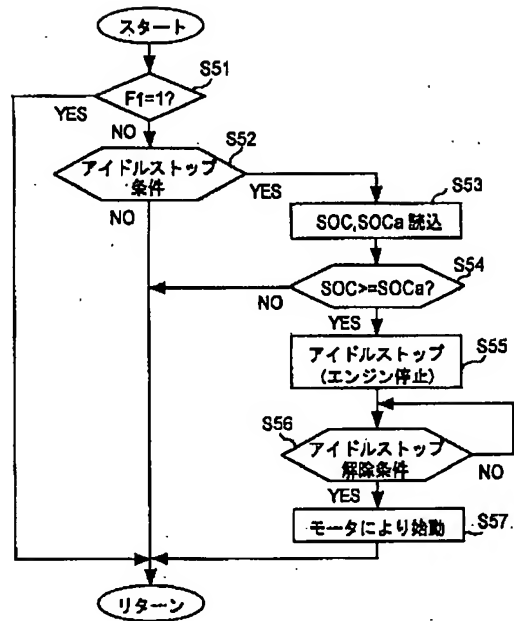 スタート
S51
F1=1?
YES
NO
S52
アイドルストップ
条件
YES
NO
S53
SOC,SOCa 読込
S54
SOC>=SOCa?
NO
YES
S55
アイドルストップ
(エンジン停止)
S56
アイドルストップ
解除条件
NO
YES
S57
モータにより始動
リターン